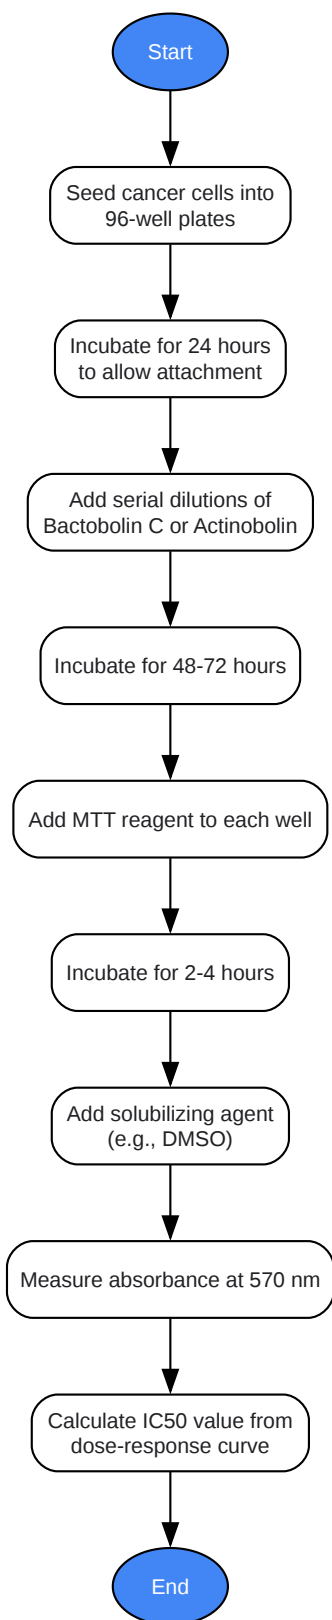 Start
Seed cancer cells into
96-well plates
Incubate for 24 hours
to allow attachment
Add serial dilutions of
Bactobolin C or Actinobolin
Incubate for 48-72 hours
Add MTT reagent to each well
Incubate for 2-4 hours
Add solubilizing agent
(e.g., DMSO)
Measure absorbance at 570 nm
Calculate IC50 value from
dose-response curve
End